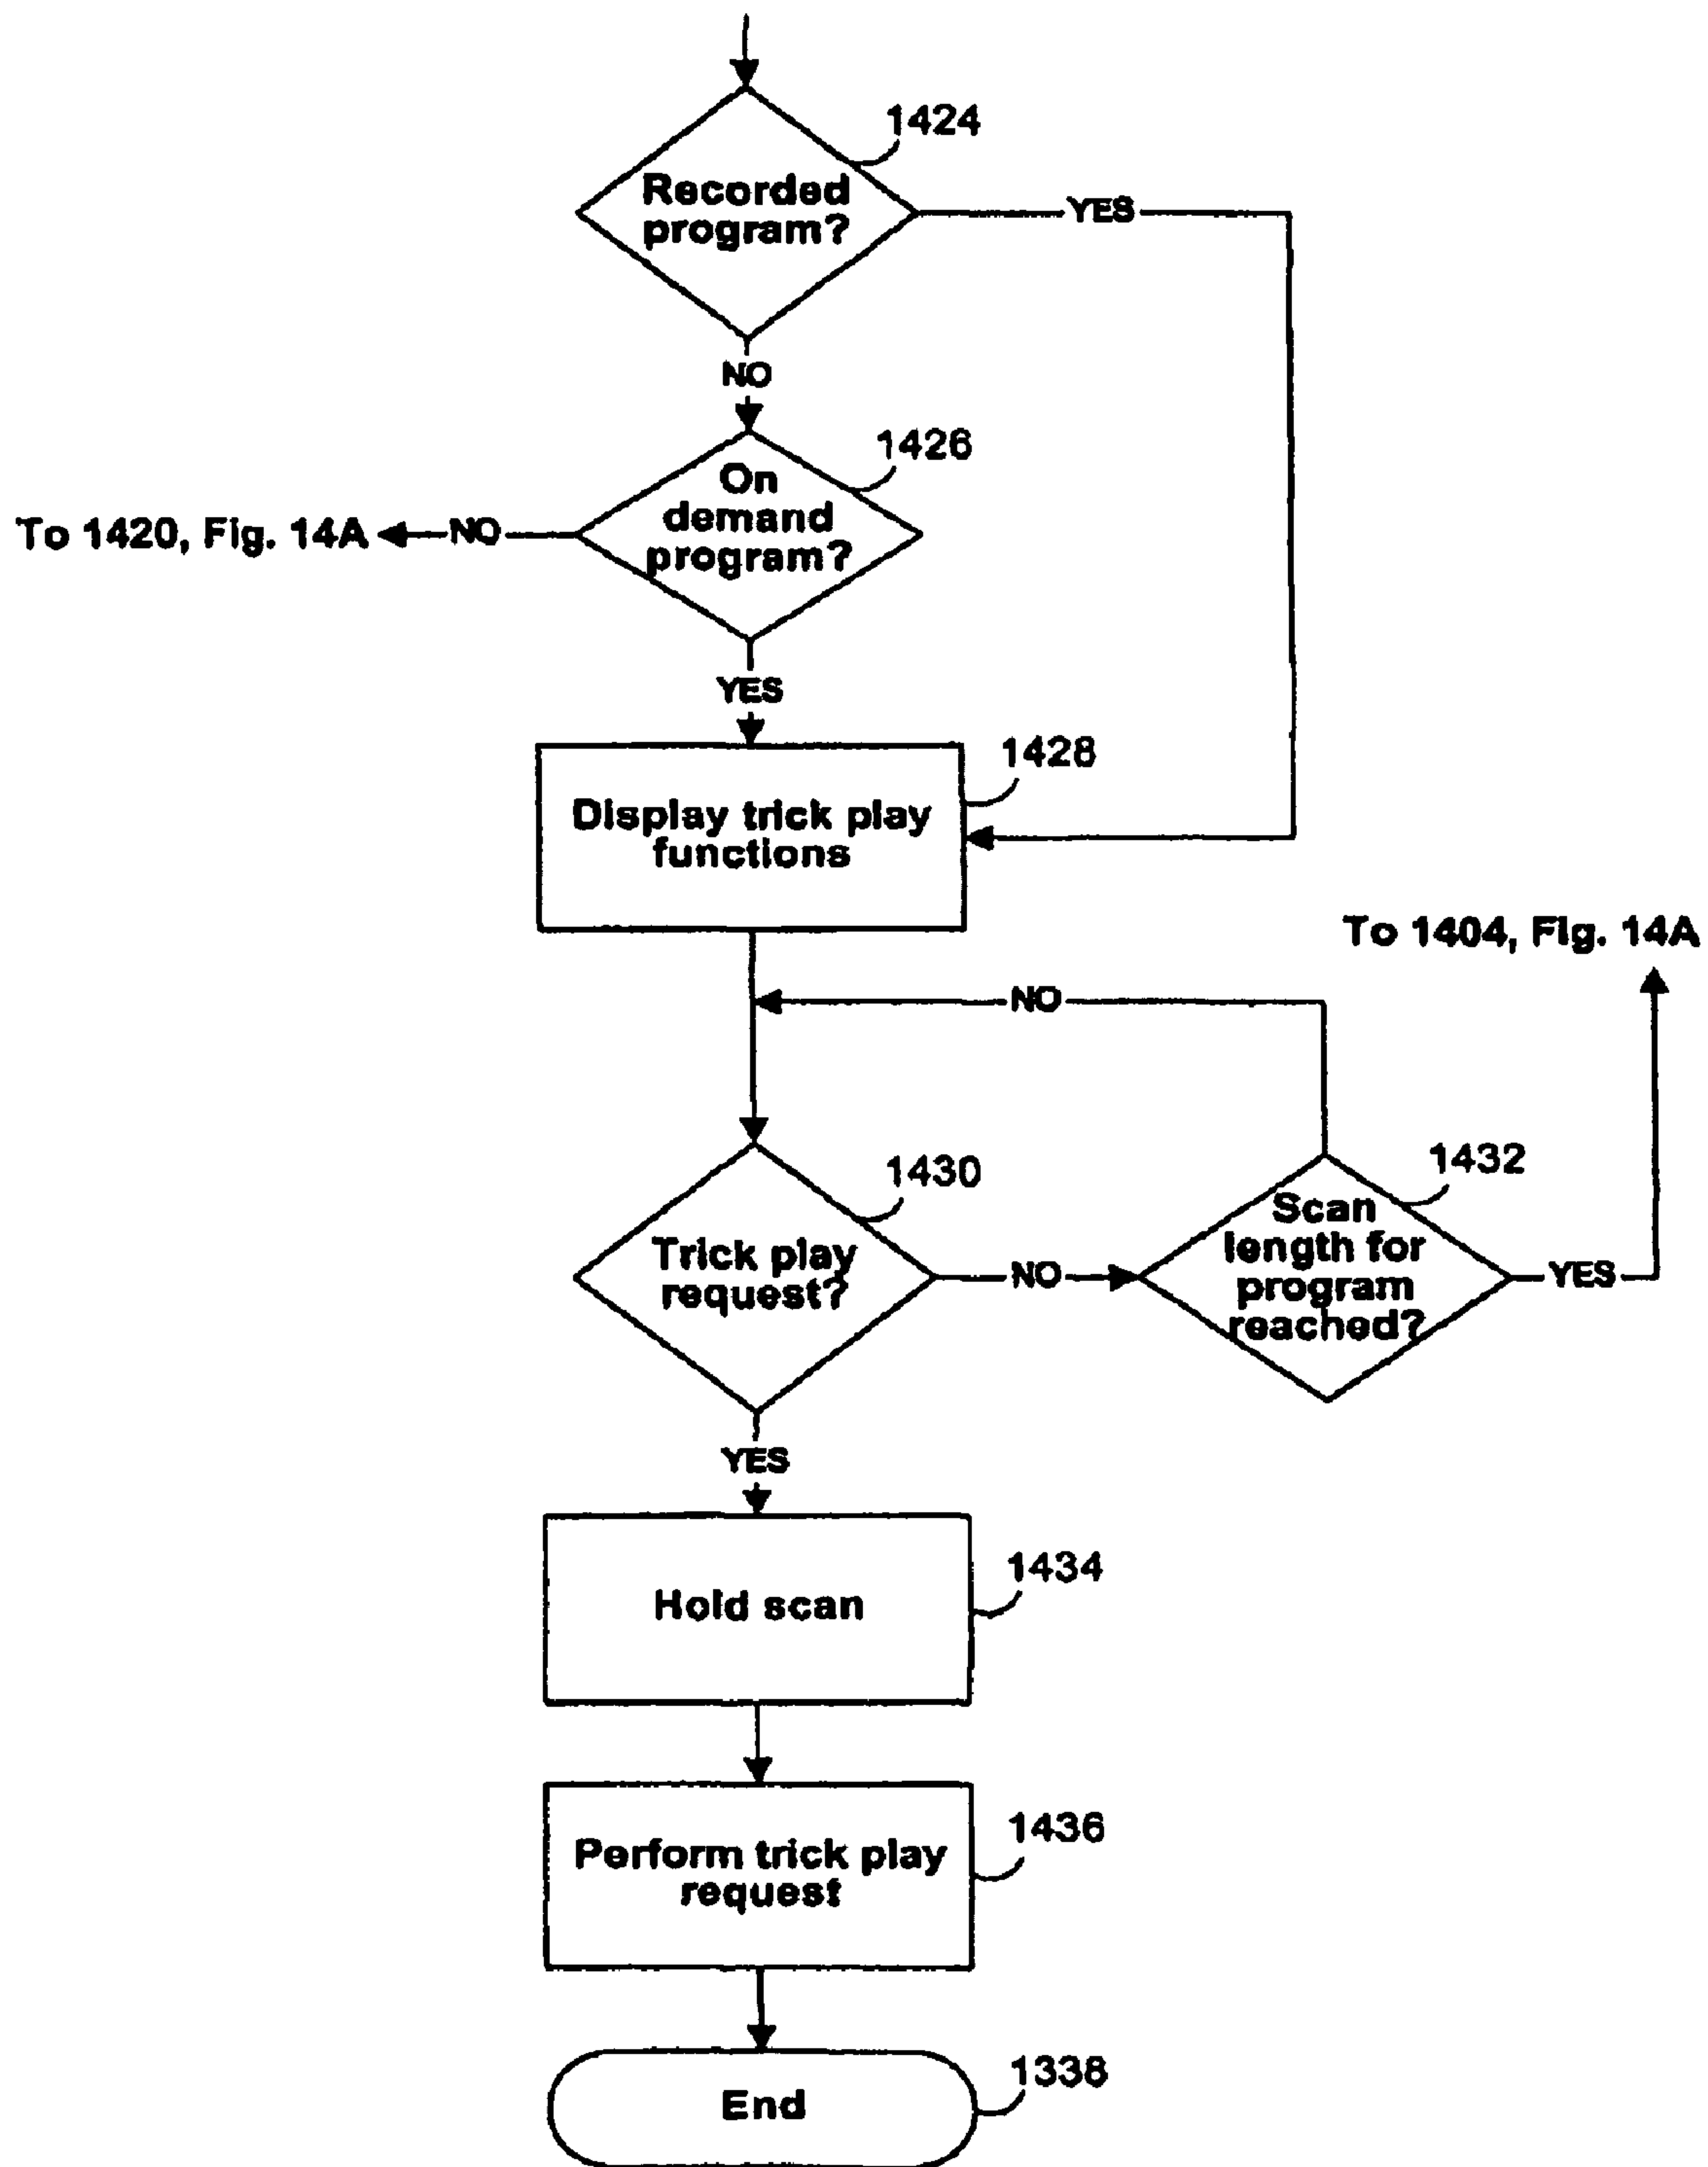 1424
Recorded
program?
YES
NO
1426
On
demand
program?
To 1420, Fig. 14A
NO
YES
1428
Display trick play
functions
To 1404, Fig. 14A
NO
1430
Trick play
request?
NO
1432
Scan
length for
program
reached?
YES
YES
1434
Hold scan
1436
Perform trick play
request
1338
End